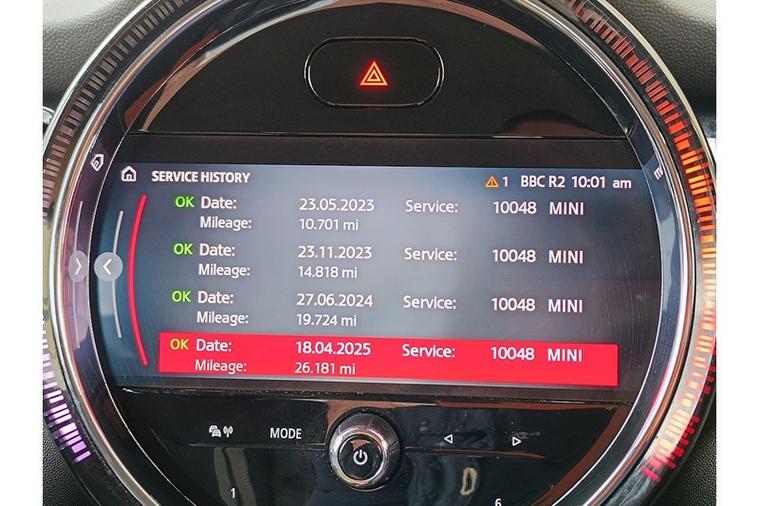 SERVICE HISTORY 1 BBC R2 10:01 am
OK Date: 23.05.2023 Service: 10048 MINI
Mileage: 10.701 mi
OK Date: 23.11.2023 Service: 10048 MINI
Mileage: 14.818 mi
OK Date: 27.06.2024 Service: 10048 MINI
Mileage: 19.724 mi
OK Date: 18.04.2025 Service: 10048 MINI
Mileage: 26.181 mi
MODE
1 6